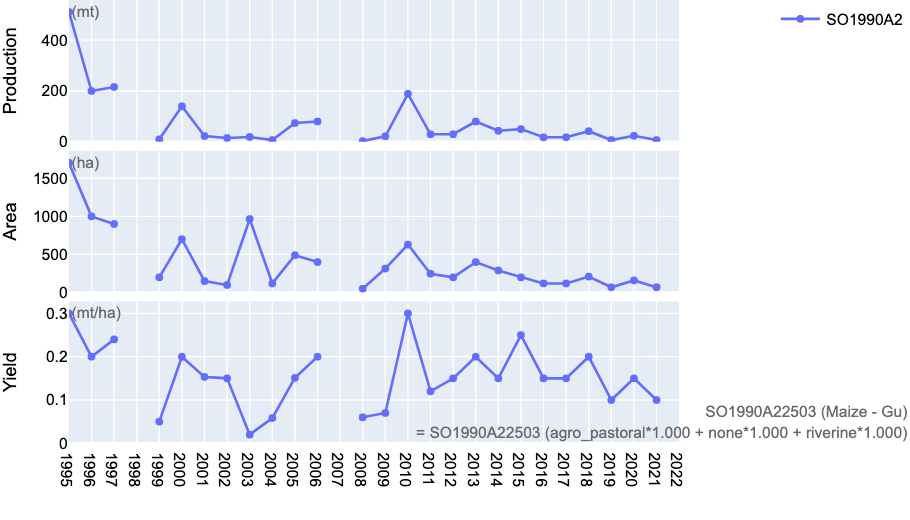 (mt)
SO1990A2
Production
400
200
0
(ha)
Area
1500
1000
500
0
(mt/ha)
Yield
0.3
0.2
0.1
0
SO1990A22503 (Maize - Gu)
= SO1990A22503 (agro_pastoral*1.000 + none*1.000 + riverine*1.000)
1995 1996 1997 1998 1999 2000 2001 2002 2003 2004 2005 2006 2007 2008 2009 2010 2011 2012 2013 2014 2015 2016 2017 2018 2019 2020 2021 2022